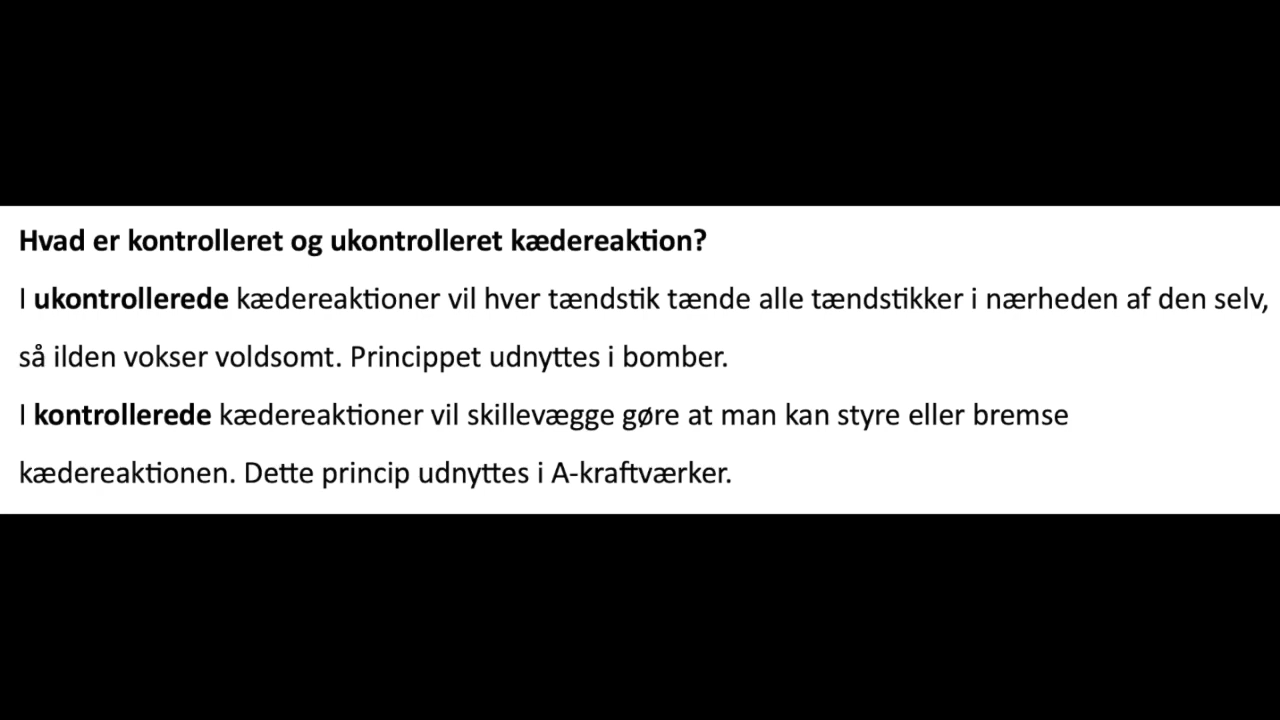 Hvad er kontrolleret og ukontrolleret kædereaktion?
I ukontrollerede kædereaktioner vil hver tændstik tænde alle tændstikker i nærheden af den selv,
så ilden vokser voldsomt. Princippet udnyttes i bomber.
I kontrollerede kædereaktioner vil skillevægge gøre at man kan styre eller bremse
kædereaktionen. Dette princip udnyttes i A-kraftværker.